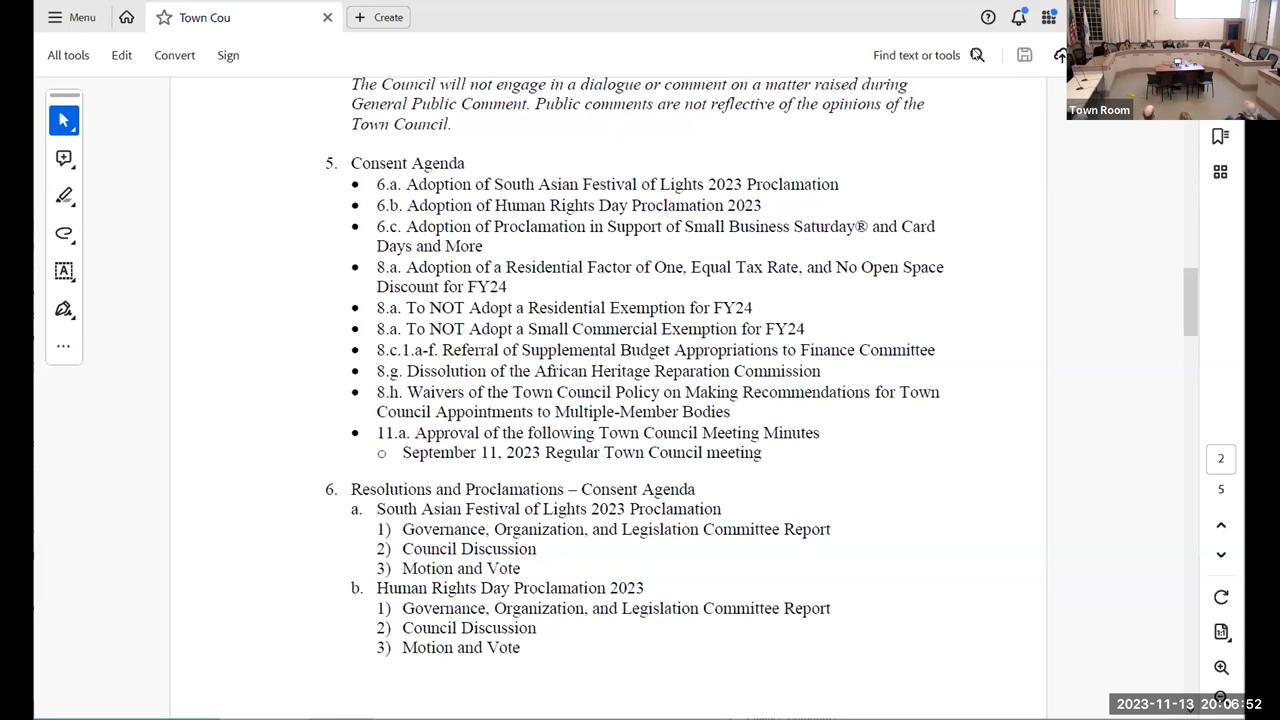 Menu
Town Cou
Create
All tools
Edit
Convert
Sign
Find text or tools
Town Room
The Council will not engage in a dialogue or comment on a matter raised during
General Public Comment. Public comments are not reflective of the opinions of the
Town Council.
5. Consent Agenda
• 6.a. Adoption of South Asian Festival of Lights 2023 Proclamation
• 6.b. Adoption of Human Rights Day Proclamation 2023
• 6.c. Adoption of Proclamation in Support of Small Business Saturday® and Card
Days and More
• 8.a. Adoption of a Residential Factor of One, Equal Tax Rate, and No Open Space
Discount for FY24
• 8.a. To NOT Adopt a Residential Exemption for FY24
• 8.a. To NOT Adopt a Small Commercial Exemption for FY24
• 8.c.1.a-f. Referral of Supplemental Budget Appropriations to Finance Committee
• 8.g. Dissolution of the African Heritage Reparation Commission
• 8.h. Waivers of the Town Council Policy on Making Recommendations for Town
Council Appointments to Multiple-Member Bodies
• 11.a. Approval of the following Town Council Meeting Minutes
o September 11, 2023 Regular Town Council meeting
6. Resolutions and Proclamations – Consent Agenda
a. South Asian Festival of Lights 2023 Proclamation
1) Governance, Organization, and Legislation Committee Report
2) Council Discussion
3) Motion and Vote
b. Human Rights Day Proclamation 2023
1) Governance, Organization, and Legislation Committee Report
2) Council Discussion
3) Motion and Vote
2
5
2023-11-13 20:06:52